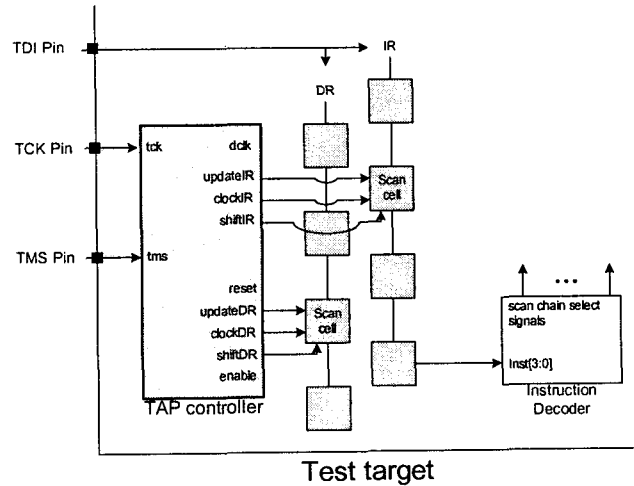 TDI Pin
IR
DR
TCK Pin
tck
dclk
updateIR
clockIR
shiftIR
Scan
cell
TMS Pin
tms
reset
updateDR
clockDR
shiftDR
enable
Scan
cell
scan chain select
signals
Inst[3:0]
TAP controller
Instruction
Decoder
Test target